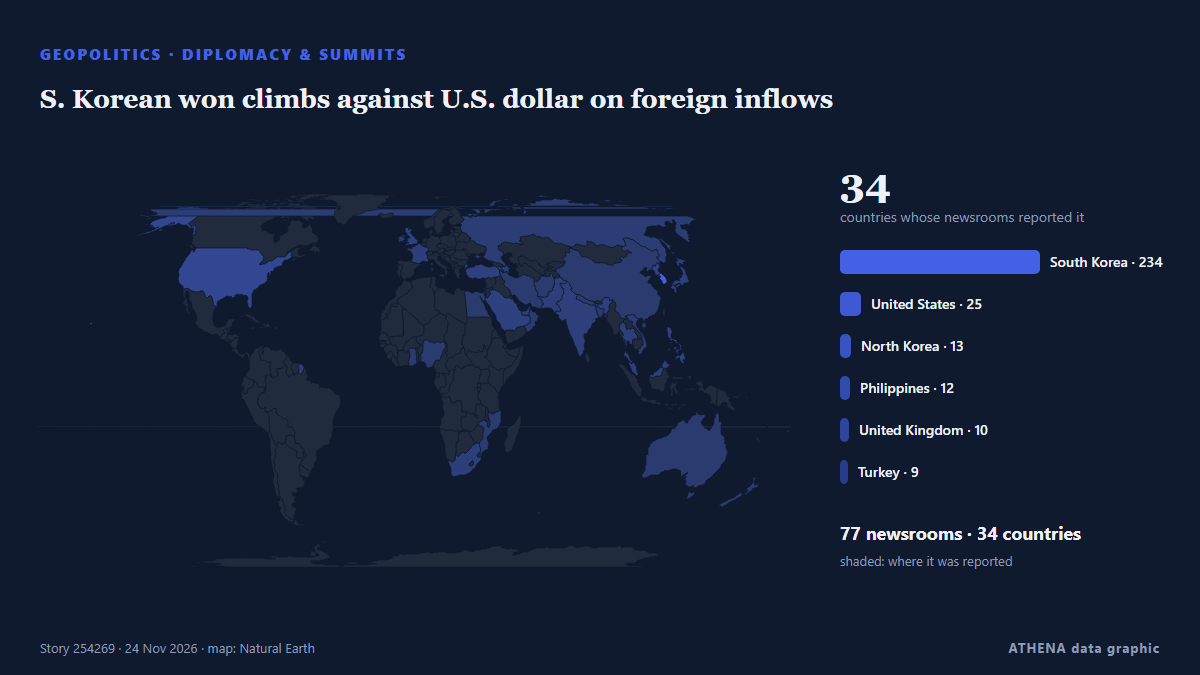 GEOPOLITICS · DIPLOMACY & SUMMITS
S. Korean won climbs against U.S. dollar on foreign inflows
34
countries whose newsrooms reported it
South Korea · 234
United States · 25
North Korea · 13
Philippines · 12
United Kingdom · 10
Turkey · 9
77 newsrooms · 34 countries
shaded: where it was reported
Story 254269 · 24 Nov 2026 · map: Natural Earth
ATHENA data graphic